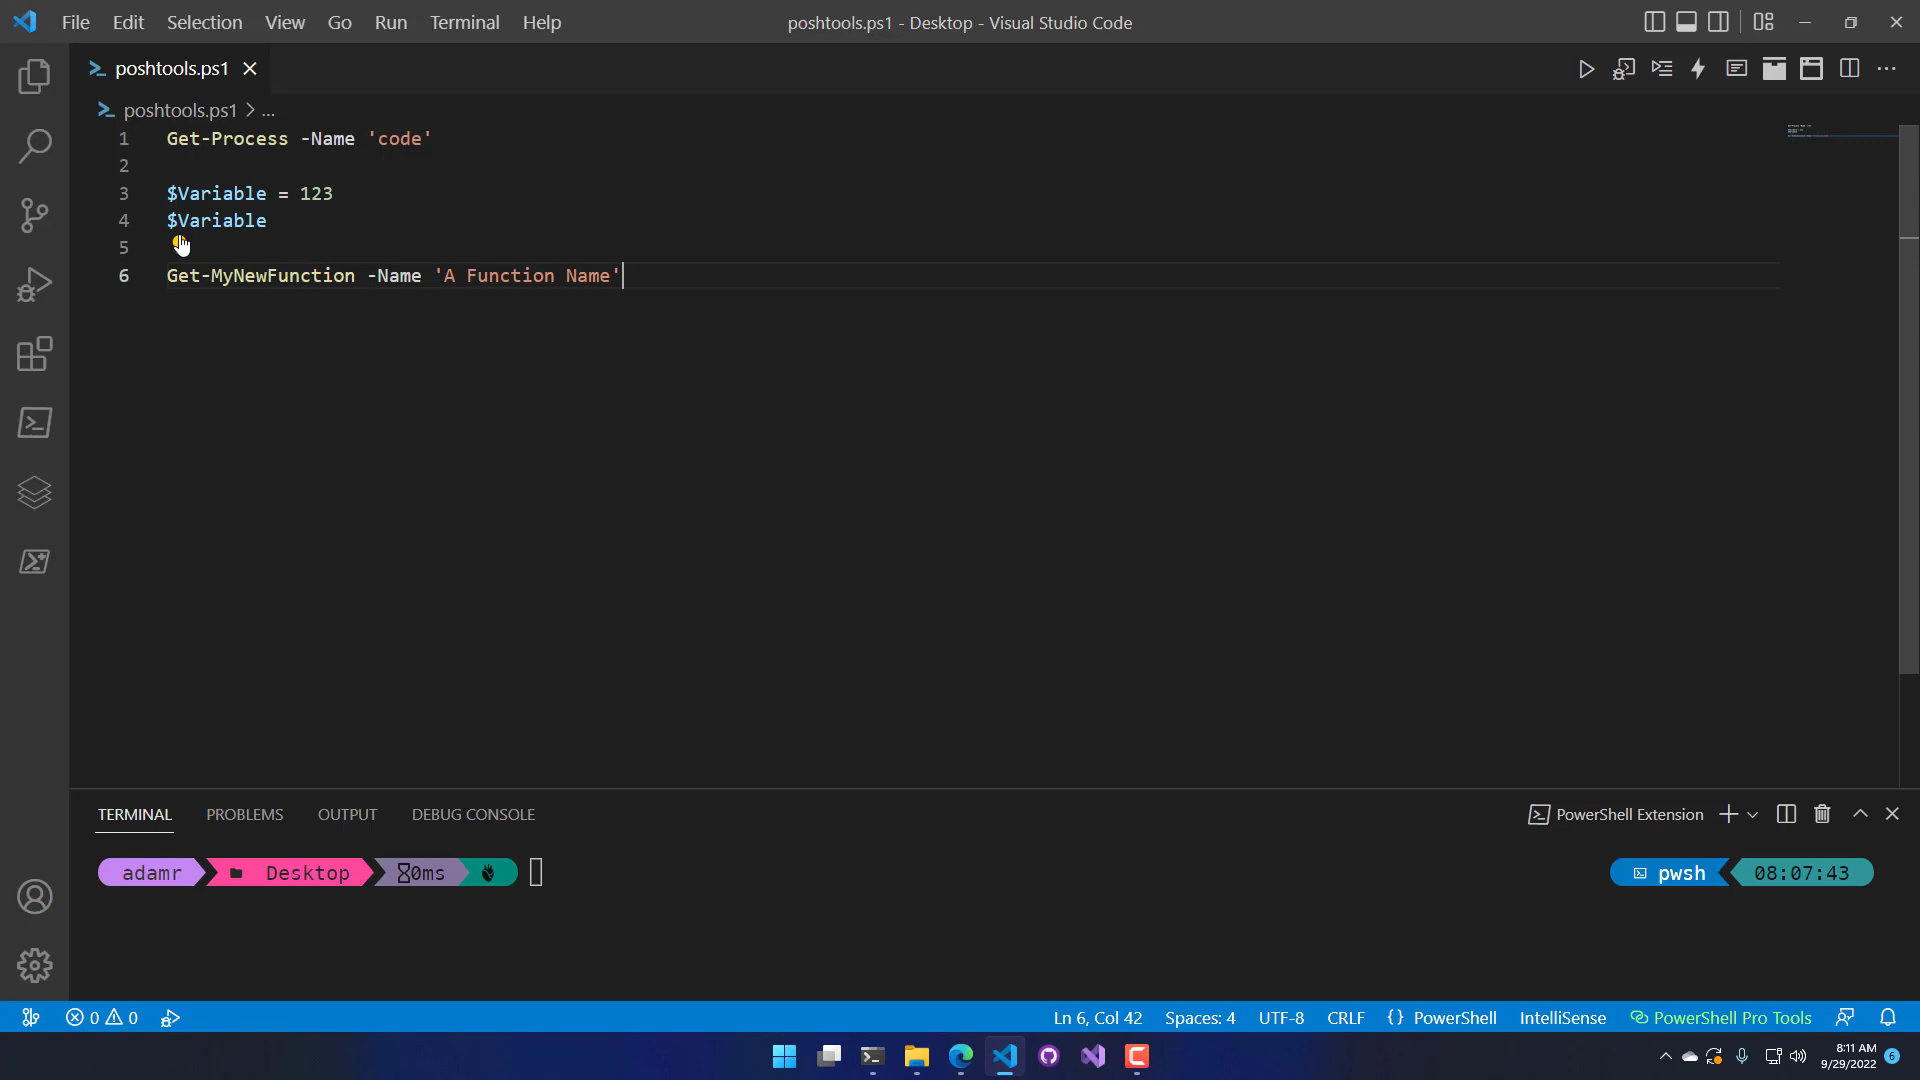 File Edit Selection View Go Run Terminal Help
poshtools.ps1 - Desktop - Visual Studio Code
poshtools.ps1
poshtools.ps1 > ...
1 Get-Process -Name 'code'
2
3 $Variable = 123
4 $Variable
5
6 Get-MyNewFunction -Name 'A Function Name'
TERMINAL PROBLEMS OUTPUT DEBUG CONSOLE
PowerShell Extension
adamr Desktop 0ms
pwsh 08:07:43
0 0
Ln 6, Col 42 Spaces: 4 UTF-8 CRLF {} PowerShell IntelliSense PowerShell Pro Tools
8:11 AM
9/29/2022
6